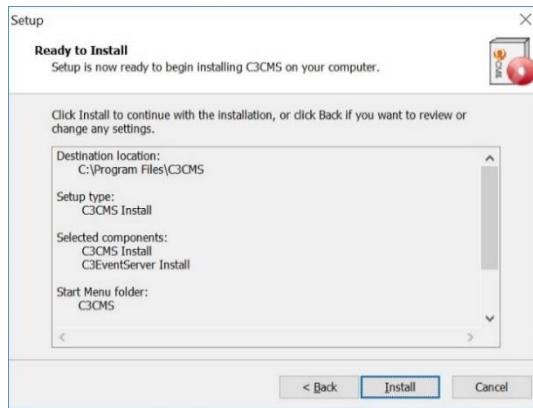 Setup
Ready to Install
Setup is now ready to begin installing C3CMS on your computer.
CMS
Click Install to continue with the installation, or click Back if you want to review or
change any settings.
Destination location:
C:\Program Files\C3CMS
Setup type:
C3CMS Install
Selected components:
C3CMS Install
C3EventServer Install
Start Menu folder:
C3CMS
< Back
Install
Cancel